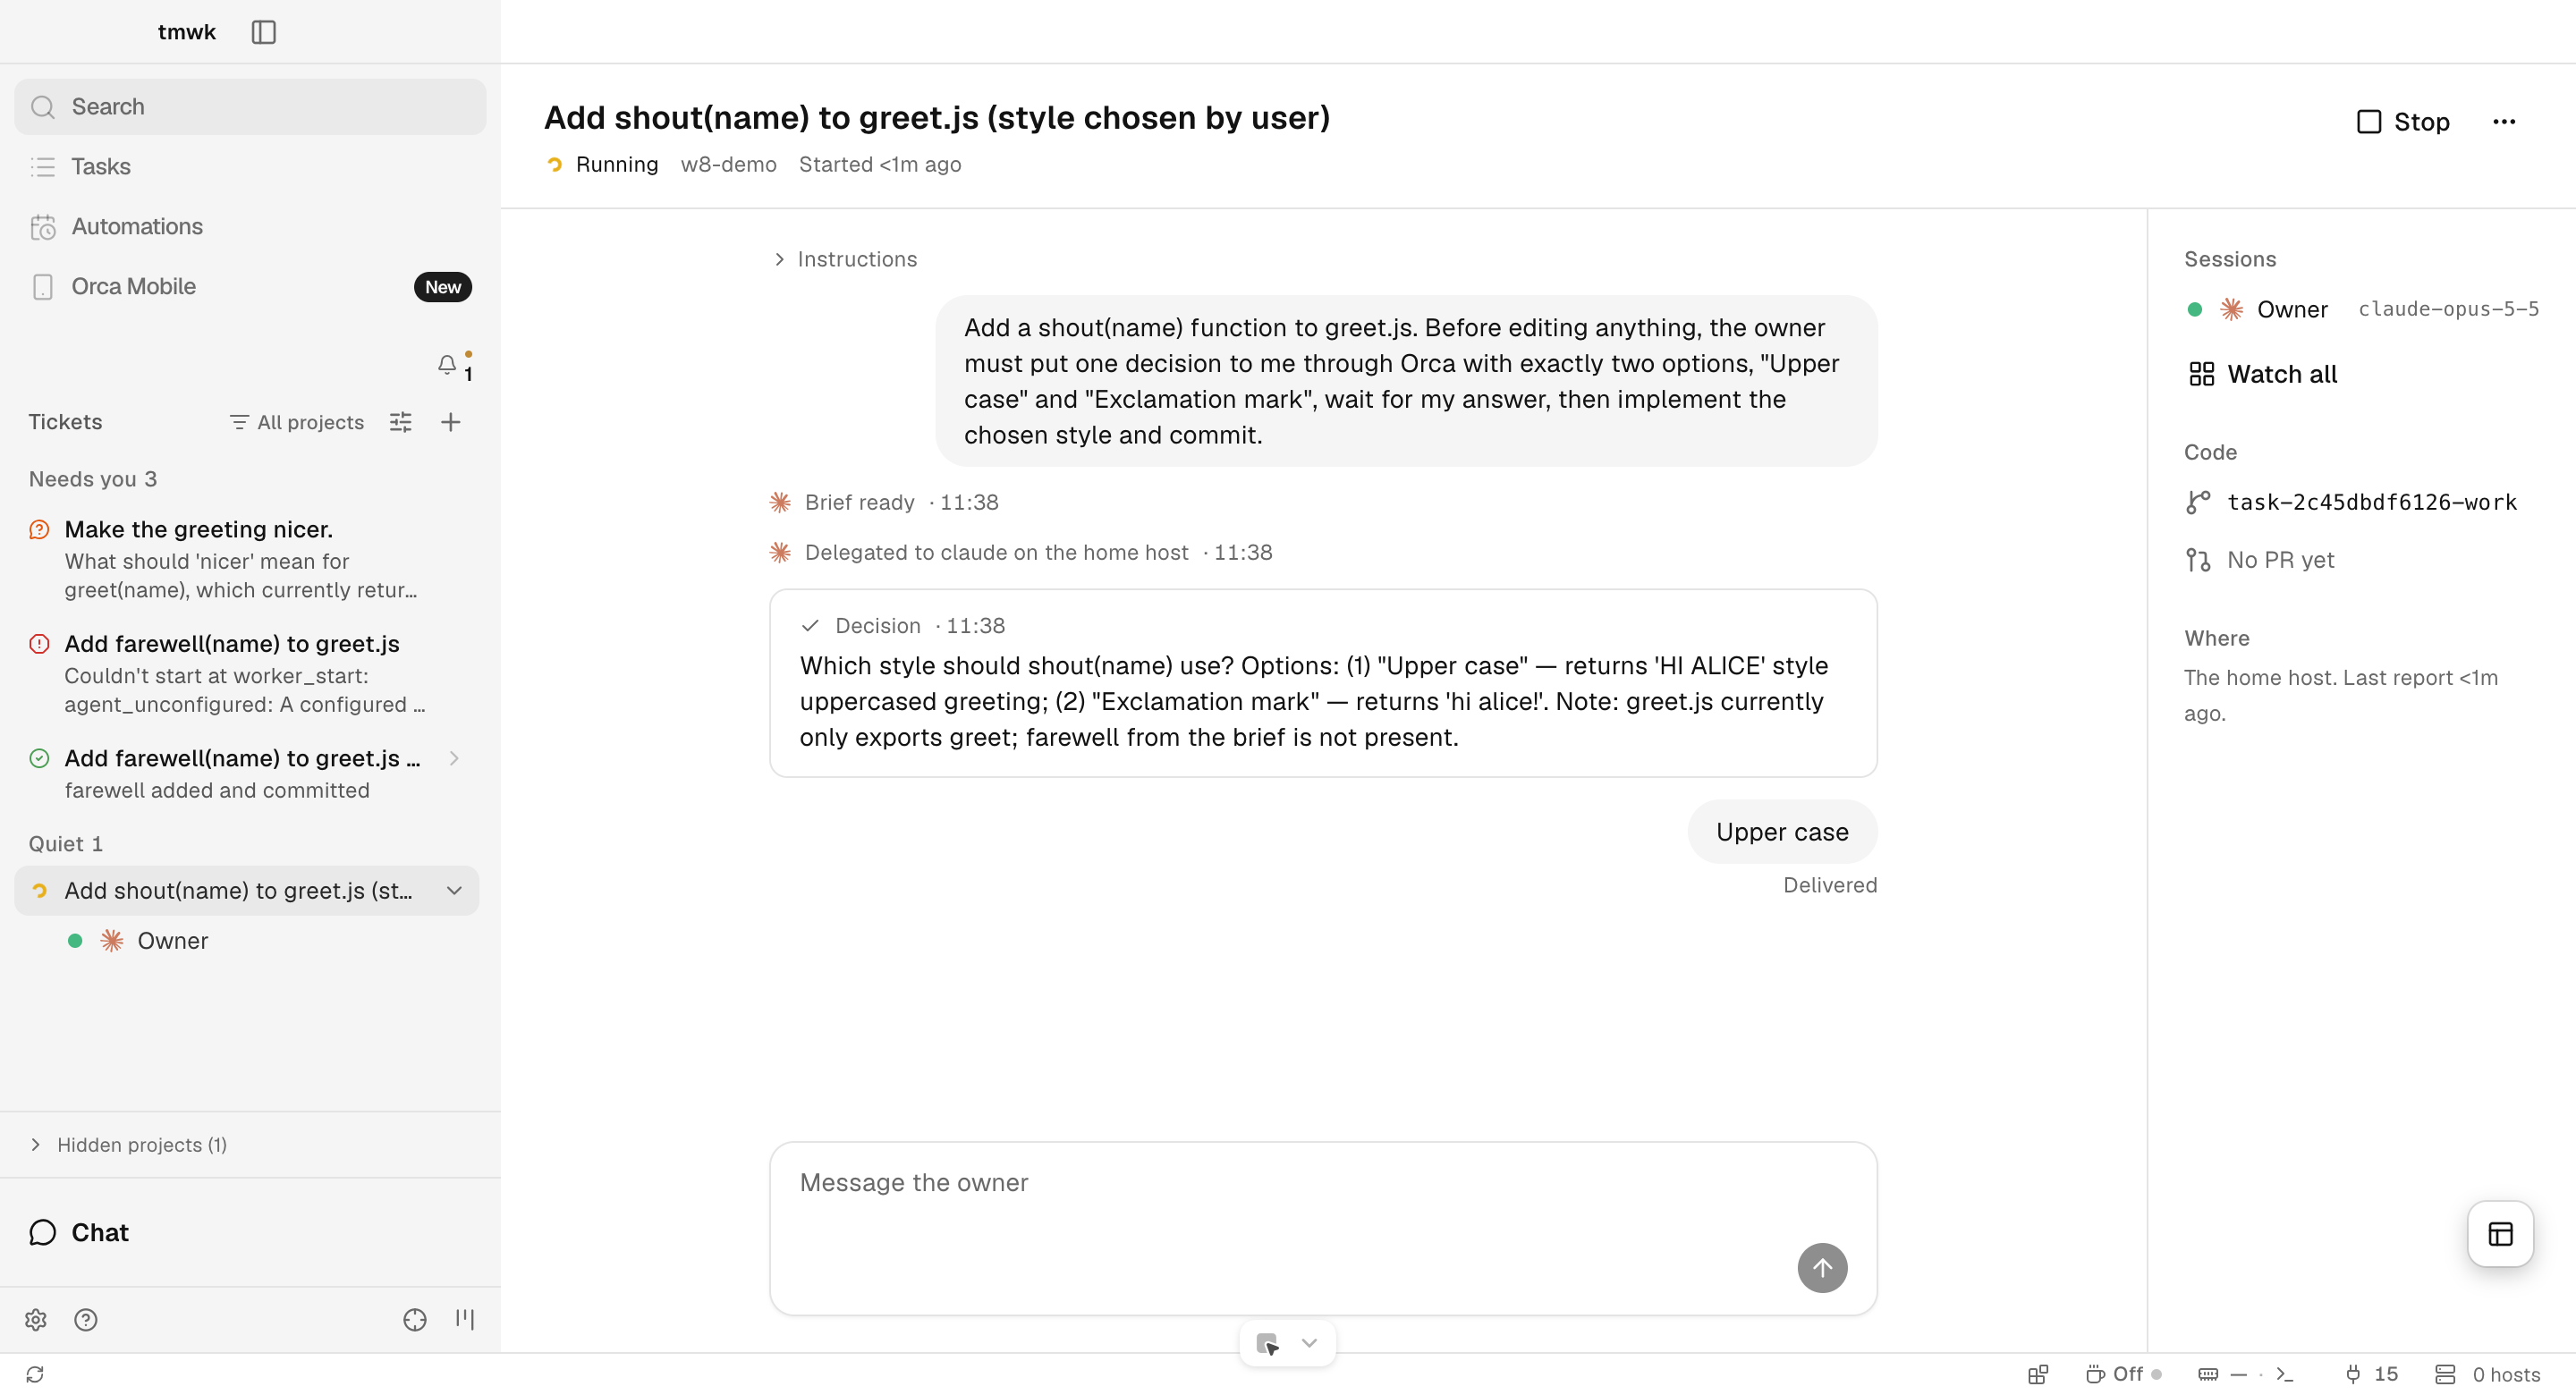 tmwk
Search
Tasks
Automations
Orca Mobile
New
1
Tickets
All projects
Needs you 3
Make the greeting nicer.
What should 'nicer' mean for
greet(name), which currently retur...
Add farewell(name) to greet.js
Couldn't start at worker_start:
agent_unconfigured: A configured ...
Add farewell(name) to greet.js ...
farewell added and committed
Quiet 1
Add shout(name) to greet.js (st...
Owner
Hidden projects (1)
Chat
Add shout(name) to greet.js (style chosen by user)
Running w8-demo Started <1m ago
Stop
Instructions
Add a shout(name) function to greet.js. Before editing anything, the owner
must put one decision to me through Orca with exactly two options, "Upper
case" and "Exclamation mark", wait for my answer, then implement the
chosen style and commit.
Brief ready · 11:38
Delegated to claude on the home host · 11:38
Decision · 11:38
Which style should shout(name) use? Options: (1) "Upper case" — returns 'HI ALICE' style
uppercased greeting; (2) "Exclamation mark" — returns 'hi alice!'. Note: greet.js currently
only exports greet; farewell from the brief is not present.
Upper case
Delivered
Message the owner
Sessions
Owner claude-opus-5-5
Watch all
Code
task-2c45dbdf6126-work
No PR yet
Where
The home host. Last report <1m
ago.
Off — · 15 0 hosts